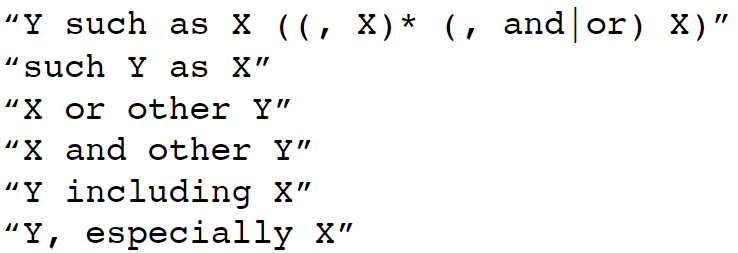 “Y such as X ((, X)* (, and|or) X)”
“such Y as X”
“X or other Y”
“X and other Y”
“Y including X”
“Y, especially X”